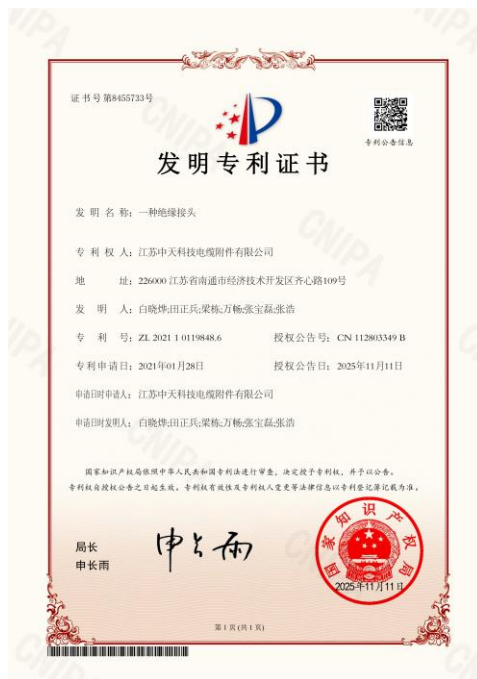 证书号第8455733号
专利公告信息
发明专利证书
发 明 名 称：一种绝缘接头
专 利 权 人：江苏中天科技电缆附件有限公司
地 址：226000 江苏省南通市经济技术开发区齐心路109号
发 明 人：白晓烨;田正兵;梁栋;万畅;张宝磊;张浩
专 利 号：ZL 2021 1 0119848.6 授权公告号：CN 112803349 B
专利申请日：2021年01月28日 授权公告日：2025年11月11日
申请日时申请人：江苏中天科技电缆附件有限公司
申请日时发明人：白晓烨;田正兵;梁栋;万畅;张宝磊;张浩
国家知识产权局依照中华人民共和国专利法进行审查，决定授予专利权，并予以公告。
专利权自授权公告之日起生效。专利权有效性及专利权人变更等法律信息以专利登记簿记载为准。
局长
申长雨
申长雨
国家知识产权局
2025年11月11日
第 1 页 (共 1 页)
CNIPA